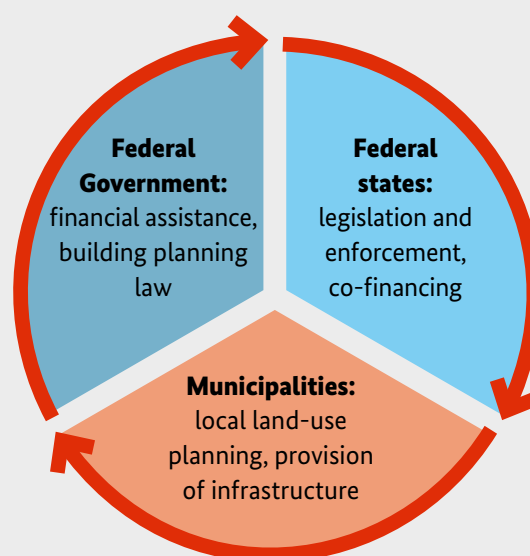 Federal
Government:
financial assistance,
building planning
law
Federal
states:
legislation and
enforcement,
co-financing
Municipalities:
local land-use
planning, provision
of infrastructure